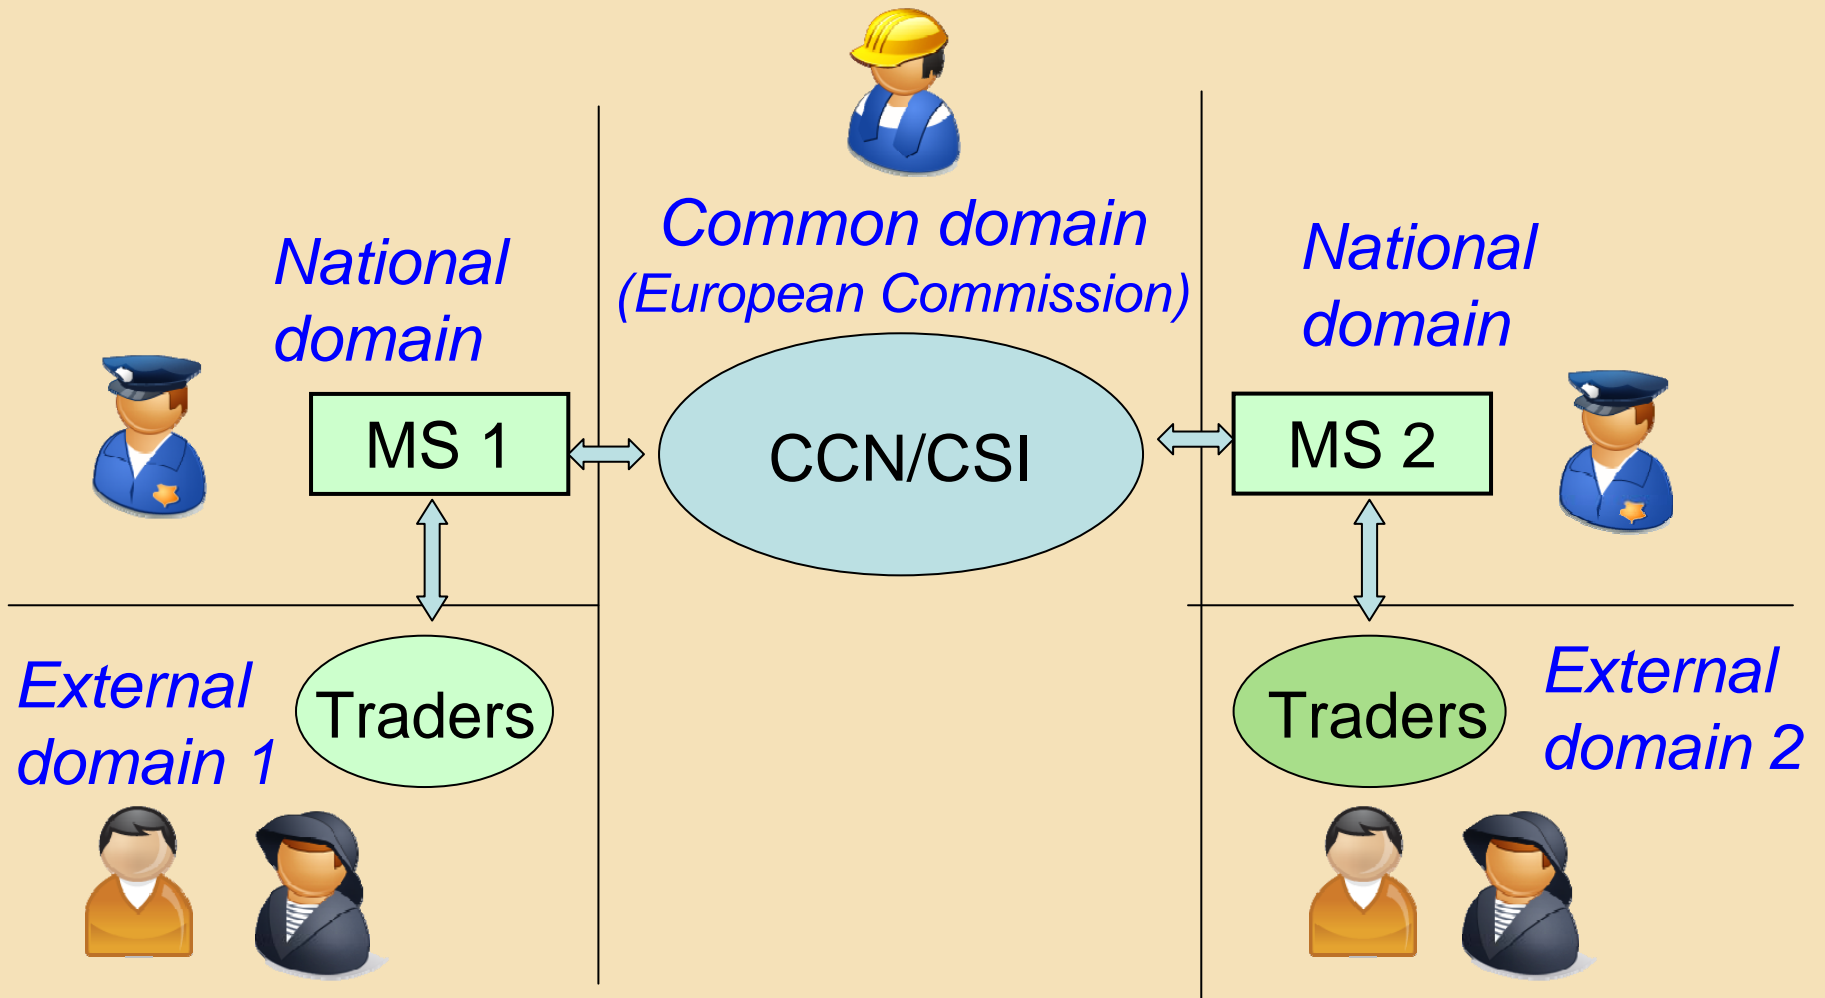 Common domain
(European Commission)
National
domain
National
domain
MS 1
CCN/CSI
MS 2
External
domain 1
Traders
Traders
External
domain 2